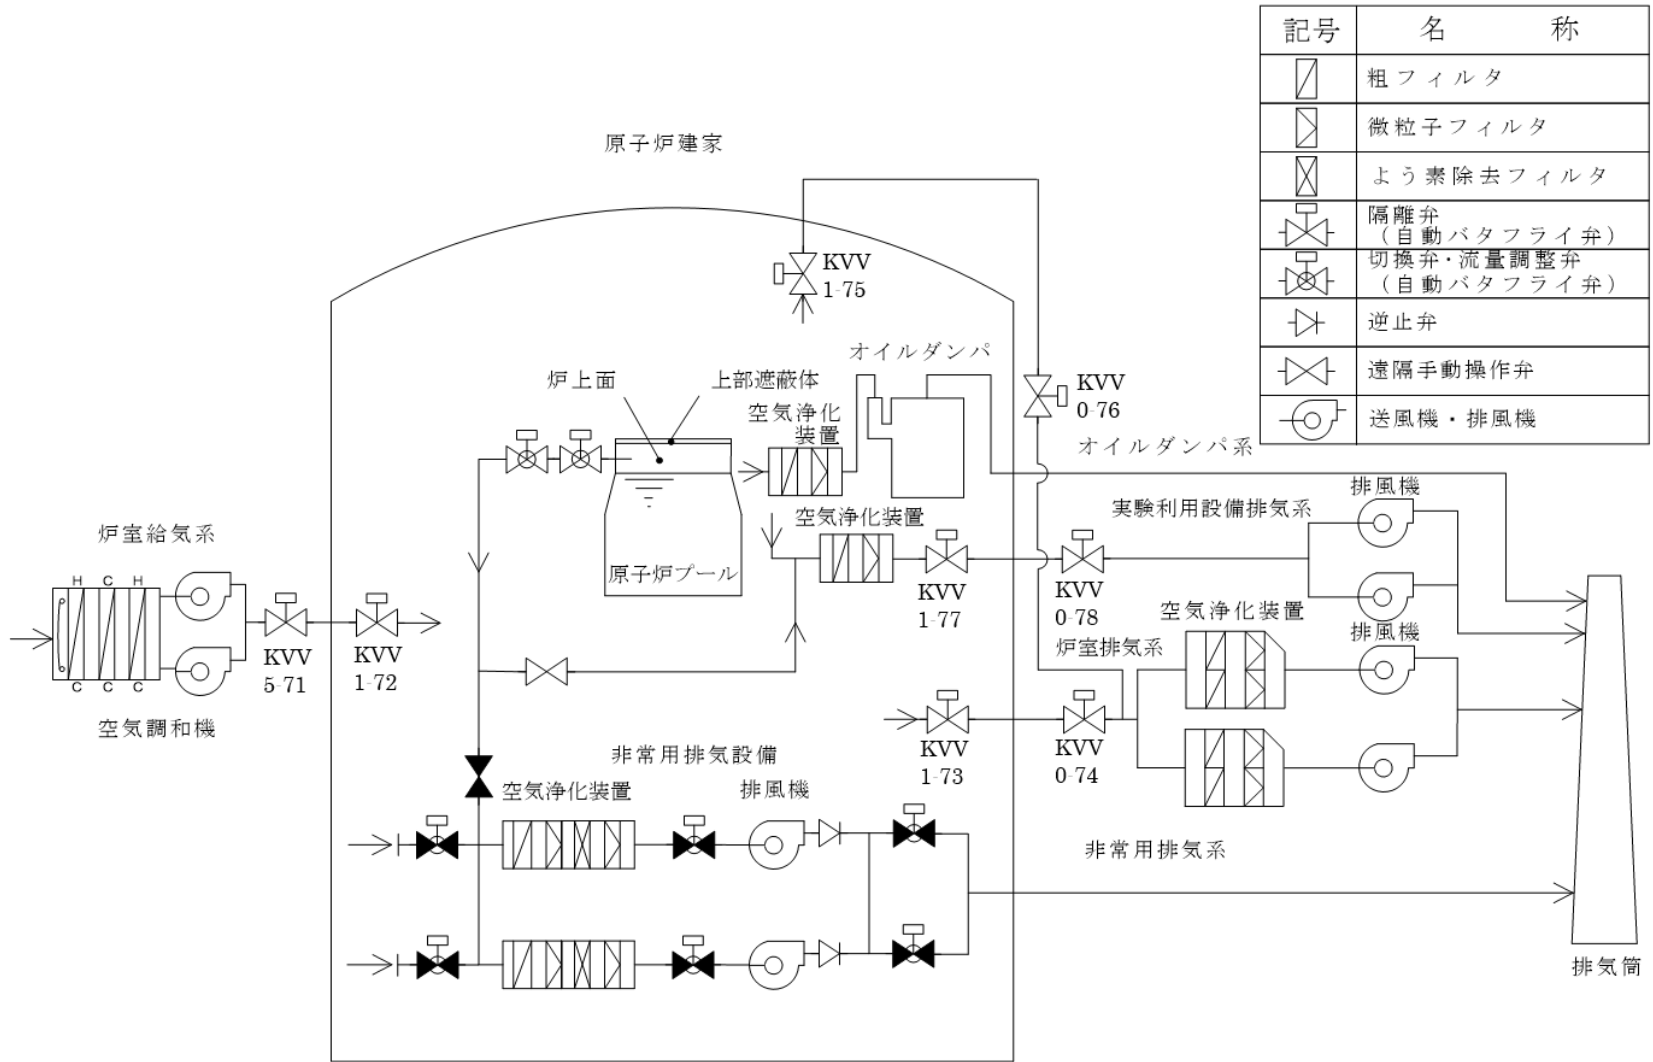 記号 名称
粗フィルタ
微粒子フィルタ
よう素除去フィルタ
隔離弁
(自動バタフライ弁)
切換弁・流量調整弁
(自動バタフライ弁)
逆止弁
遠隔手動操作弁
送風機・排風機
原子炉建家
KVV
1-75
オイルダンパ
炉上面
上部遮蔽体
空気浄化
装置
KVV
0-76
オイルダンパ系
排風機
空気浄化装置
実験利用設備排気系
炉室給気系
原子炉プール
H C H
C C C
KVV
5-71
KVV
1-72
空気調和機
KVV
1-77
KVV
0-78
空気浄化装置
排風機
炉室排気系
KVV
1-73
KVV
0-74
非常用排気設備
空気浄化装置
排風機
非常用排気系
排気筒